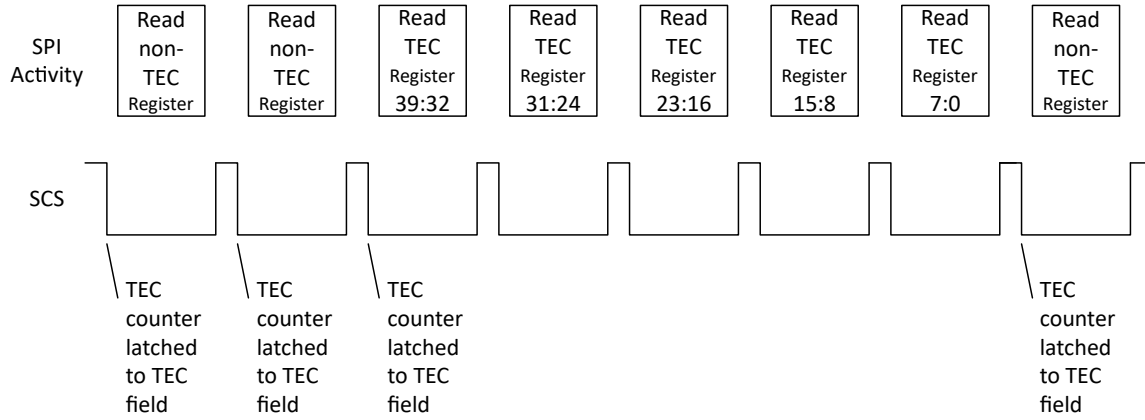 SPI
Activity
Read
non-
TEC
Register
Read
non-
TEC
Register
Read
TEC
Register
39:32
Read
TEC
Register
31:24
Read
TEC
Register
23:16
Read
TEC
Register
15:8
Read
TEC
Register
7:0
Read
non-
TEC
Register
SCS
TEC
counter
latched
to TEC
field
TEC
counter
latched
to TEC
field
TEC
counter
latched
to TEC
field
TEC
counter
latched
to TEC
field